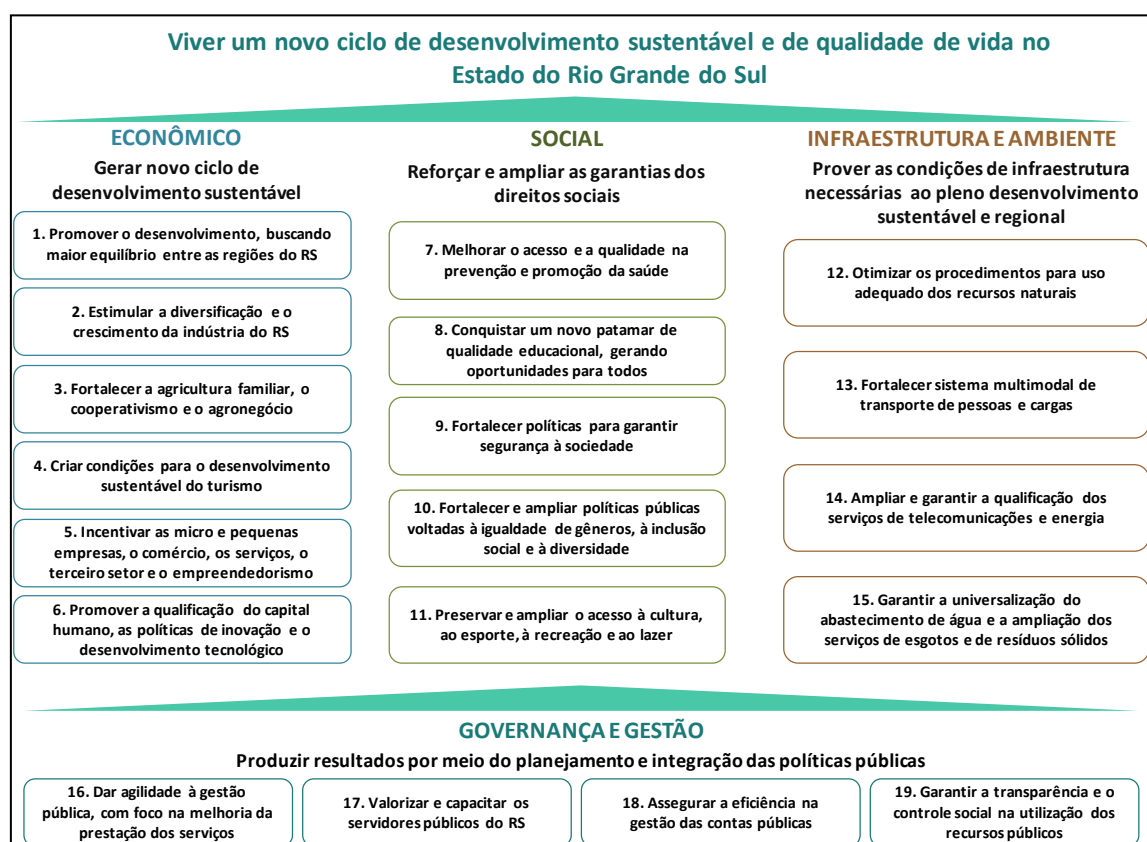 Viver um novo ciclo de desenvolvimento sustentável e de qualidade de vida no
Estado do Rio Grande do Sul
ECONÔMICO
Gerar novo ciclo de
desenvolvimento sustentável
1. Promover o desenvolvimento, buscando
maior equilíbrio entre as regiões do RS
2. Estimular a diversificação e o
crescimento da indústria do RS
3. Fortalecer a agricultura familiar, o
cooperativismo e o agronegócio
4. Criar condições para o desenvolvimento
sustentável do turismo
5. Incentivar as micro e pequenas
empresas, o comércio, os serviços, o
terceiro setor e o empreendedorismo
6. Promover a qualificação do capital
humano, as políticas de inovação e o
desenvolvimento tecnológico
SOCIAL
Reforçar e ampliar as garantias dos
direitos sociais
7. Melhorar o acesso e a qualidade na
prevenção e promoção da saúde
8. Conquistar um novo patamar de
qualidade educacional, gerando
oportunidades para todos
9. Fortalecer políticas para garantir
segurança à sociedade
10. Fortalecer e ampliar políticas públicas
voltadas à igualdade de gêneros, à inclusão
social e à diversidade
11. Preservar e ampliar o acesso à cultura,
ao esporte, à recreação e ao lazer
INFRAESTRUTURA E AMBIENTE
Prover as condições de infraestrutura
necessárias ao pleno desenvolvimento
sustentável e regional
12. Otimizar os procedimentos para uso
adequado dos recursos naturais
13. Fortalecer sistema multimodal de
transporte de pessoas e cargas
14. Ampliar e garantir a qualificação dos
serviços de telecomunicações e energia
15. Garantir a universalização do
abastecimento de água e a ampliação dos
serviços de esgotos e de resíduos sólidos
GOVERNANÇA E GESTÃO
Produzir resultados por meio do planejamento e integração das políticas públicas
16. Dar agilidade à gestão
pública, com foco na melhoria da
prestação dos serviços
17. Valorizar e capacitar os
servidores públicos do RS
18. Assegurar a eficiência na
gestão das contas públicas
19. Garantir a transparência e o
controle social na utilização dos
recursos públicos